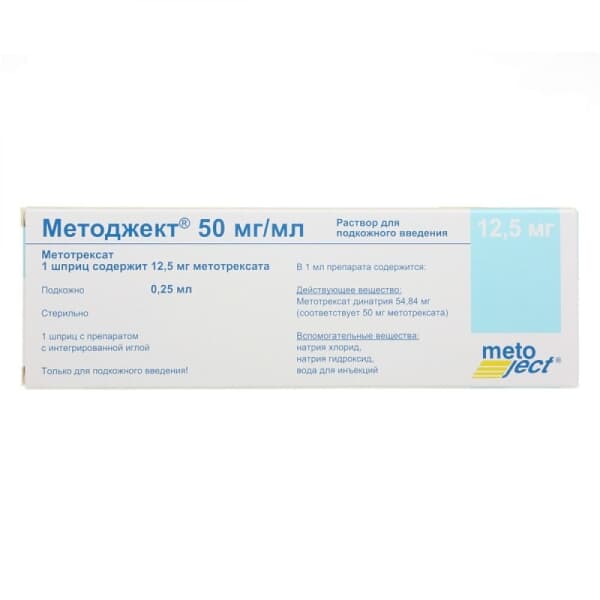 Методжект® 50 мг/мл
Раствор для
подкожного введения
12,5 мг
Метотрексат
1 шприц содержит 12,5 мг метотрексата
Подкожно 0,25 мл
Стерильно
1 шприц с препаратом
с интегрированной иглой
Только для подкожного введения!
В 1 мл препарата содержится:
Действующее вещество:
Метотрексат динатрия 54,84 мг
(соответствует 50 мг метотрексата)
Вспомогательные вещества:
натрия хлорид,
натрия гидроксид,
вода для инъекций
meto
ject®